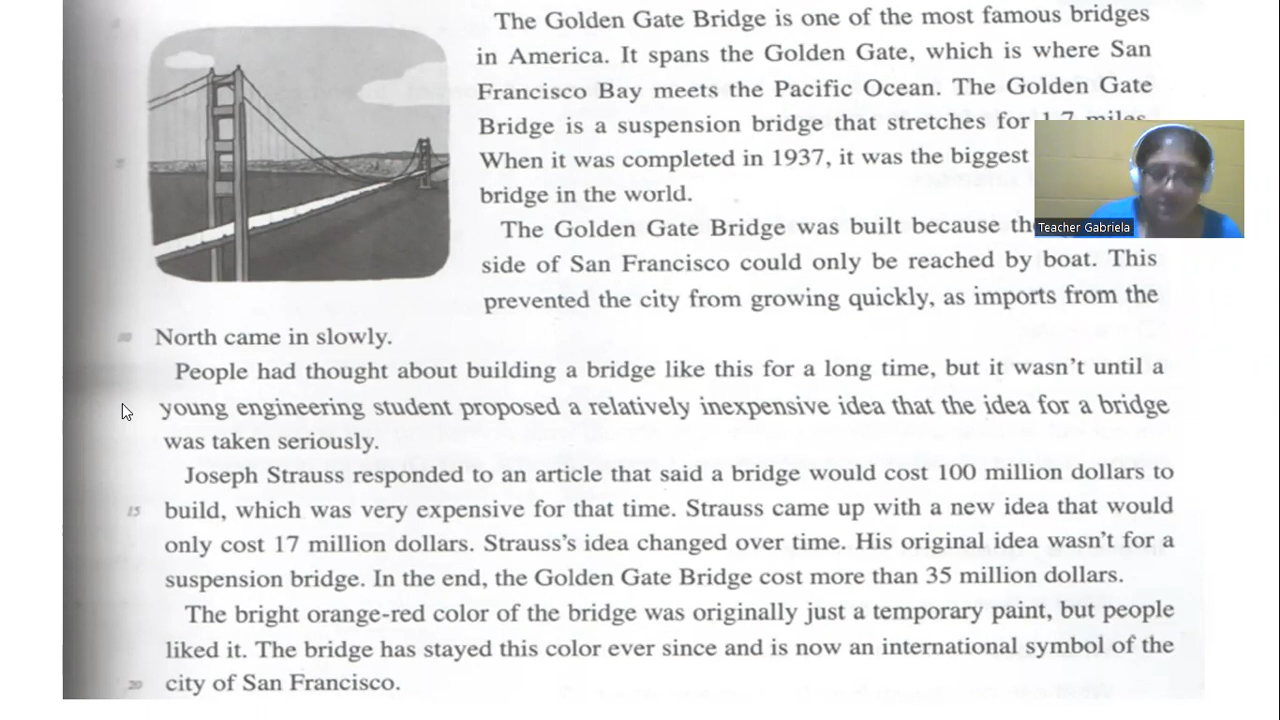 The Golden Gate Bridge is one of the most famous bridges
in America. It spans the Golden Gate, which is where San
Francisco Bay meets the Pacific Ocean. The Golden Gate
Bridge is a suspension bridge that stretches for 1.7 miles.
When it was completed in 1937, it was the biggest
bridge in the world.
The Golden Gate Bridge was built because
side of San Francisco could only be reached by boat. This
prevented the city from growing quickly, as imports from the
10 North came in slowly.
People had thought about building a bridge like this for a long time, but it wasn't until a
young engineering student proposed a relatively inexpensive idea that the idea for a bridge
was taken seriously.
Joseph Strauss responded to an article that said a bridge would cost 100 million dollars to
15 build, which was very expensive for that time. Strauss came up with a new idea that would
only cost 17 million dollars. Strauss's idea changed over time. His original idea wasn't for a
suspension bridge. In the end, the Golden Gate Bridge cost more than 35 million dollars.
The bright orange-red color of the bridge was originally just a temporary paint, but people
liked it. The bridge has stayed this color ever since and is now an international symbol of the
20 city of San Francisco.
Teacher Gabriela